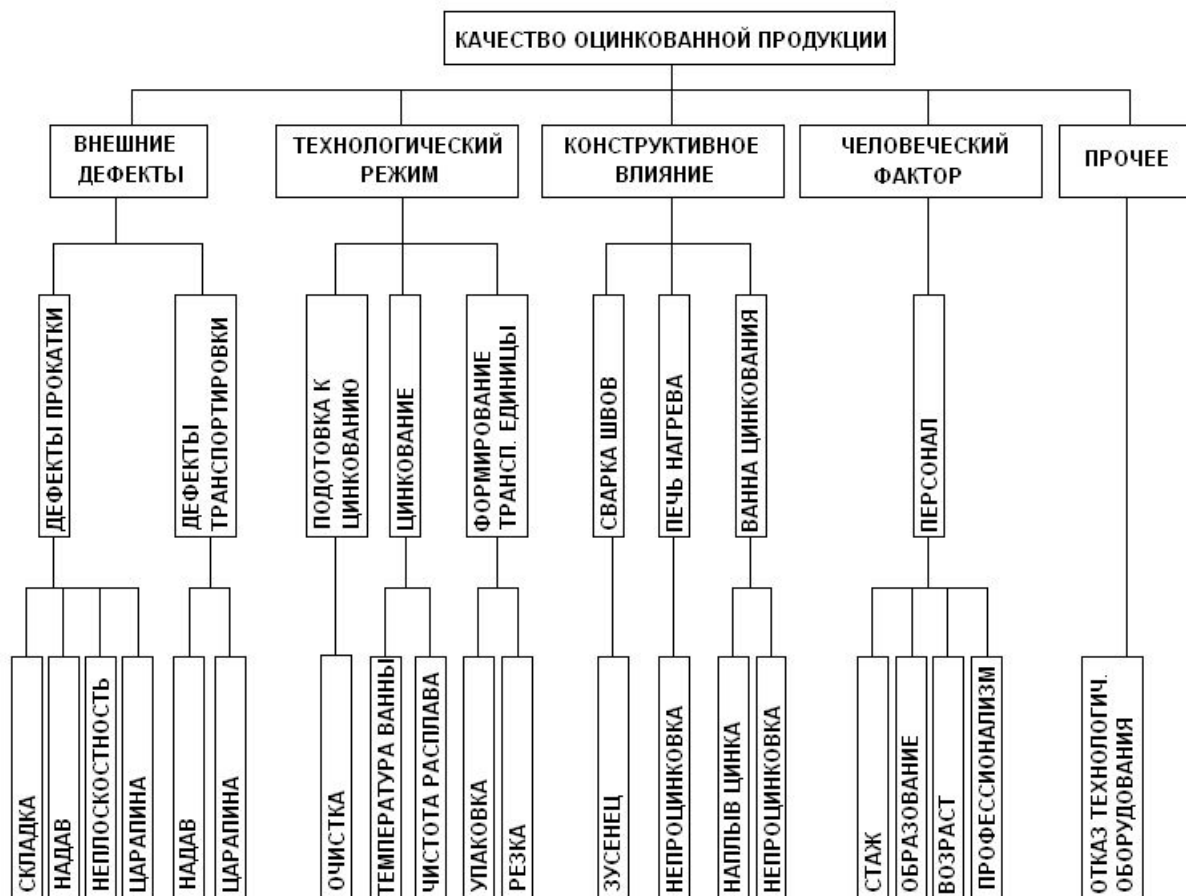 КАЧЕСТВО ОЦИНКОВАННОЙ ПРОДУКЦИИ
ВНЕШНИЕ
ДЕФЕКТЫ
ТЕХНОЛОГИЧЕСКИЙ
РЕЖИМ
КОНСТРУКТИВНОЕ
ВЛИЯНИЕ
ЧЕЛОВЕЧЕСКИЙ
ФАКТОР
ПРОЧЕЕ
ДЕФЕКТЫ ПРОКАТКИ
ДЕФЕКТЫ
ТРАНСПОРТИРОВКИ
ПОДОТОВКА К
ЦИНКОВАНИЮ
ЦИНКОВАНИЕ
ФОРМИРОВАНИЕ
ТРАНСП. ЕДИНИЦЫ
СВАРКА ШВОВ
ПЕЧЬ НАГРЕВА
ВАННА ЦИНКОВАНИЯ
ПЕРСОНАЛ
СКЛАДКА
НАДАВ
НЕПЛОСКОСТНОСТЬ
ЦАРАПИНА
НАДАВ
ЦАРАПИНА
ОЧИСТКА
ТЕМПЕРАТУРА ВАННЫ
ЧИСТОТА РАСПЛАВА
УПАКОВКА
РЕЗКА
ЗУСЕНЕЦ
НЕПРОЦИНКОВКА
НАПЛЫВ ЦИНКА
НЕПРОЦИНКОВКА
СТАЖ
ОБРАЗОВАНИЕ
ВОЗРАСТ
ПРОФЕССИОНАЛИЗМ
ОТКАЗ ТЕХНОЛОГИЧ.
ОБОРУДОВАНИЯ